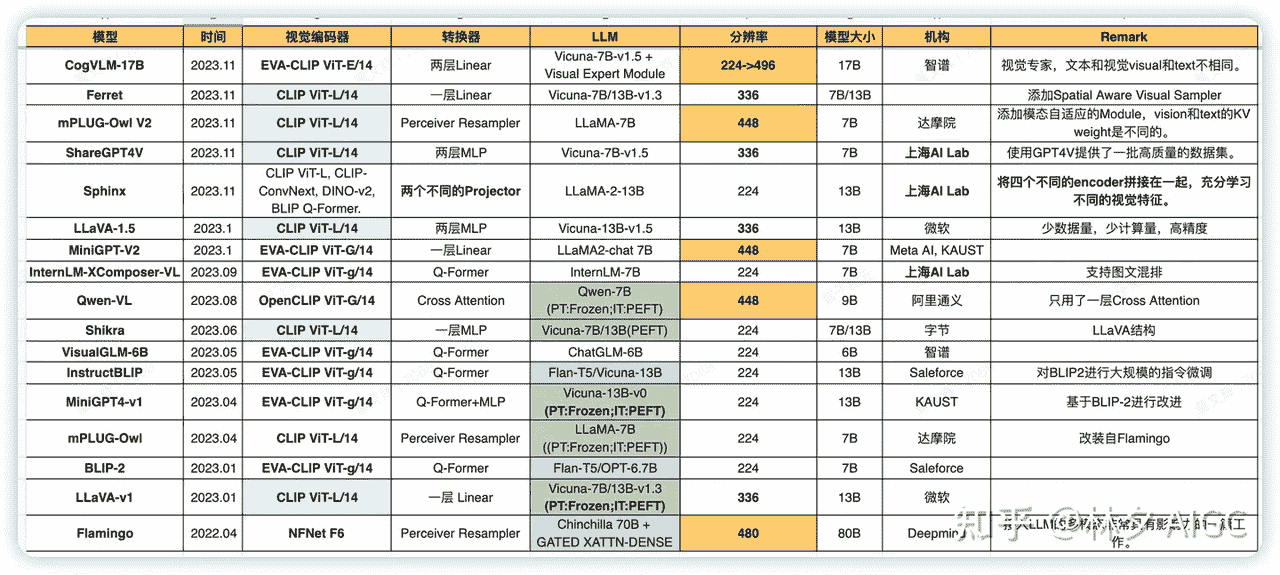 模型 时间 视觉编码器 转换器 LLM 分辨率 模型大小 机构 Remark
CogVLM-17B 2023.11 EVA-CLIP ViT-E/14 两层Linear Vicuna-7B-v1.5 + Visual Expert Module 224->496 17B 智谱 视觉专家，文本和视觉visual和text不相同。
Ferret 2023.11 CLIP ViT-L/14 一层Linear Vicuna-7B/13B-v1.3 336 7B/13B 添加Spatial Aware Visual Sampler
mPLUG-Owl V2 2023.11 CLIP ViT-L/14 Perceiver Resampler LLaMA-7B 448 7B 达摩院 添加模态自适应的Module，vision和text的KV weight是不同的。
ShareGPT4V 2023.11 CLIP ViT-L/14 两层MLP Vicuna-7B-v1.5 336 7B 上海AI Lab 使用GPT4V提供了一批高质量的数据集。
Sphinx 2023.11 CLIP ViT-L, CLIP-ConvNext, DINO-v2, BLIP Q-Former. 两个不同的Projector LLaMA-2-13B 224 13B 上海AI Lab 将四个不同的encoder拼接在一起，充分学习不同的视觉特征。
LLaVA-1.5 2023.1 CLIP ViT-L/14 两层MLP Vicuna-13B-v1.5 336 13B 微软 少数据量，少计算量，高精度
MiniGPT-V2 2023.1 EVA-CLIP ViT-G/14 一层Linear LLaMA2-chat 7B 448 7B Meta AI, KAUST
InternLM-XComposer-VL 2023.09 EVA-CLIP ViT-g/14 Q-Former InternLM-7B 224 7B 上海AI Lab 支持图文混排
Qwen-VL 2023.08 OpenCLIP ViT-G/14 Cross Attention Qwen-7B (PT:Frozen;IT:PEFT) 448 9B 阿里通义 只用了一层Cross Attention
Shikra 2023.06 CLIP ViT-L/14 一层MLP Vicuna-7B/13B(PEFT) 224 7B/13B 字节 LLaVA结构
VisualGLM-6B 2023.05 EVA-CLIP ViT-g/14 Q-Former ChatGLM-6B 224 6B 智谱
InstructBLIP 2023.05 EVA-CLIP ViT-g/14 Q-Former Flan-T5/Vicuna-13B 224 13B Saleforce 对BLIP2进行大规模的指令微调
MiniGPT4-v1 2023.04 EVA-CLIP ViT-g/14 Q-Former+MLP Vicuna-13B-v0 (PT:Frozen;IT:PEFT) 224 13B KAUST 基于BLIP-2进行改进
mPLUG-Owl 2023.04 CLIP ViT-L/14 Perceiver Resampler LLaMA-7B ((PT:Frozen;IT:PEFT)) 224 7B 达摩院 改装自Flamingo
BLIP-2 2023.01 EVA-CLIP ViT-g/14 Q-Former Flan-T5/OPT-6.7B 224 7B Saleforce
LLaVA-v1 2023.01 CLIP ViT-L/14 一层 Linear Vicuna-7B/13B-v1.3 (PT:Frozen;IT:PEFT) 336 13B 微软
Flamingo 2022.04 NFNet F6 Perceiver Resampler Chinchilla 70B + GATED XATTN-DENSE 480 80B Deepmind 作。
知乎 @林夕AIGC